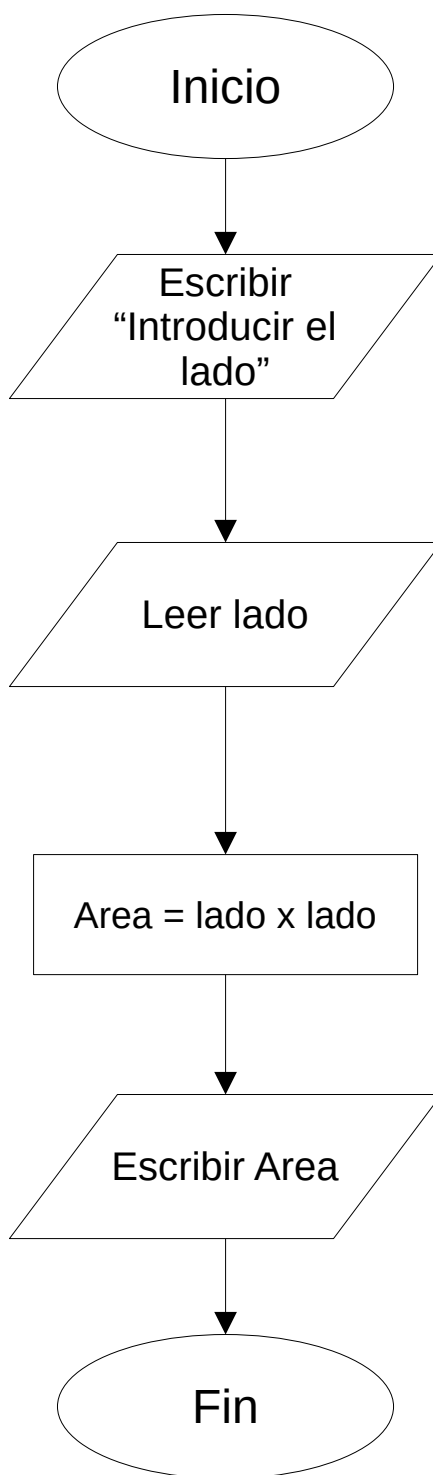 Inicio
Escribir
“Introducir el
lado”
Leer lado
Area = lado x lado
Escribir Area
Fin